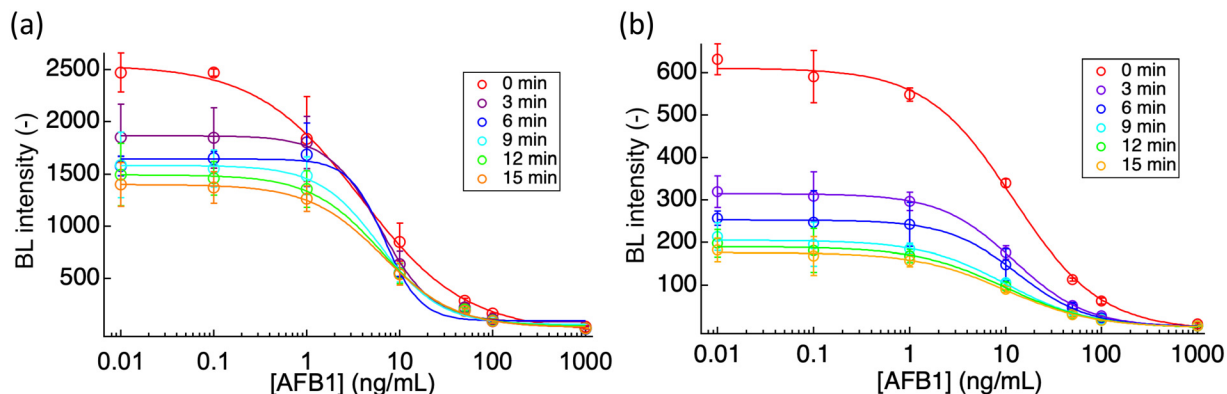 (a)
2500
2000
1500
1000
500
BL intensity (-)
0 min
3 min
6 min
9 min
12 min
15 min
0.01
0.1
1
10
100
1000
[AFB1] (ng/mL)
(b)
600
500
400
300
200
100
BL intensity (-)
0 min
3 min
6 min
9 min
12 min
15 min
0.01
0.1
1
10
100
1000
[AFB1] (ng/mL)